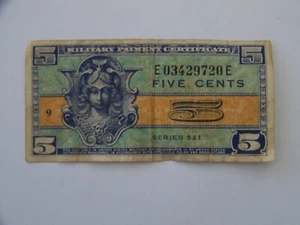 5 MILITARY PAYMENT CERTIFICATE 5
E03429720E
FIVE CENTS
9 5
SERIES 521
5 5